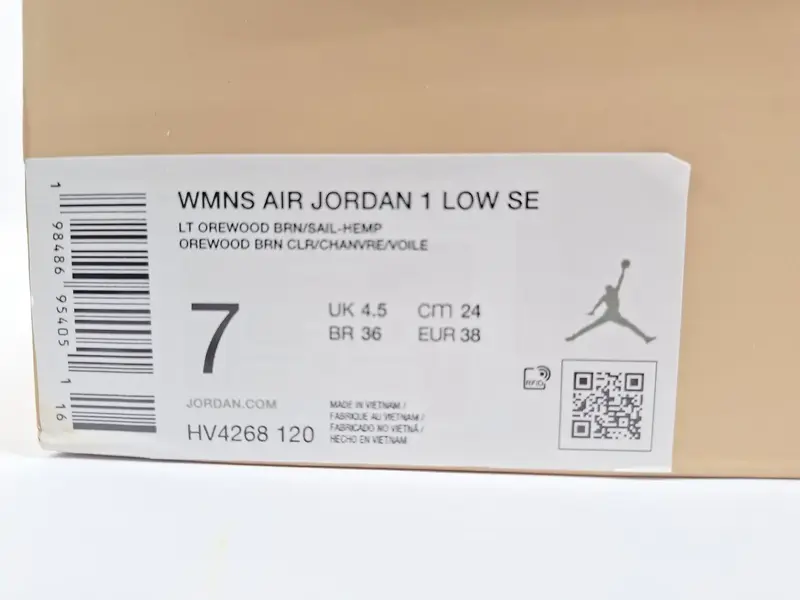 WMNS AIR JORDAN 1 LOW SE
LT OREWOOD BRN/SAIL-HEMP
OREWOOD BRN CLR/CHANVRE/VOILE
7
UK 4.5 cm 24
BR 36 EUR 38
JORDAN.COM
HV4268 120
MADE IN VIETNAM /
FABRIQUE AU VIETNAM /
FABRICADO NO VIETNÃ /
HECHO EN VIETNAM
RFID
1 98486 95405 1 16